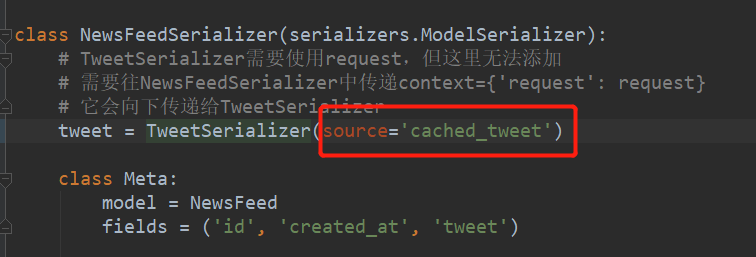 class NewsFeedSerializer(serializers.ModelSerializer):
# TweetSerializer需要使用request，但这里无法添加
# 需要往NewsFeedSerializer中传递context={'request': request}
# 它会向下传递给TweetSerializer
tweet = TweetSerializer(source='cached_tweet')
class Meta:
model = NewsFeed
fields = ('id', 'created_at', 'tweet')